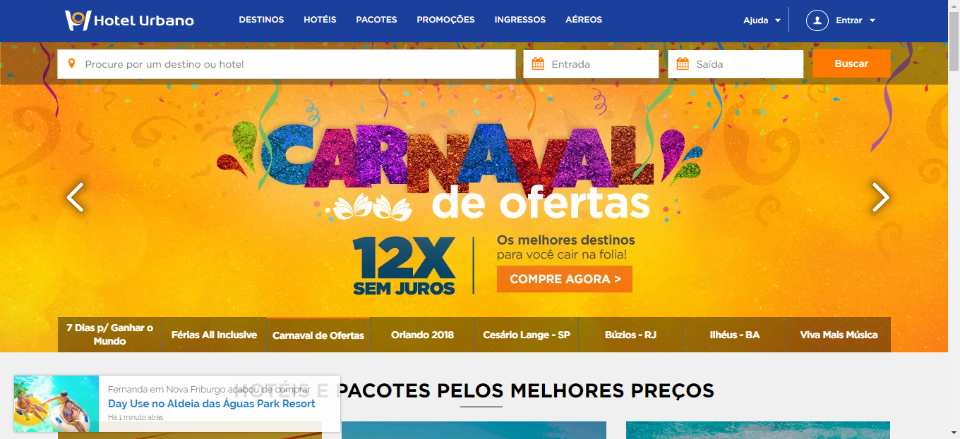 Hotel Urbano
DESTINOS HOTÉIS PACOTES PROMOÇÕES INGRESSOS AÉREOS
Ajuda Entrar
Procure por um destino ou hotel
Entrada
Saída
Buscar
CARNAVAL
de ofertas
12X
SEM JUROS
Os melhores destinos
para você cair na folia!
COMPRE AGORA >
7 Dias p/ Ganhar o
Mundo
Férias All Inclusive
Carnaval de Ofertas
Orlando 2018
Cesário Lange - SP
Búzios - RJ
Ilhéus - BA
Viva Mais Música
HOTÉIS E PACOTES PELOS MELHORES PREÇOS
Fernanda em Nova Friburgo acabou de comprar
Day Use no Aldeia das Águas Park Resort
Há 1 minuto atrás